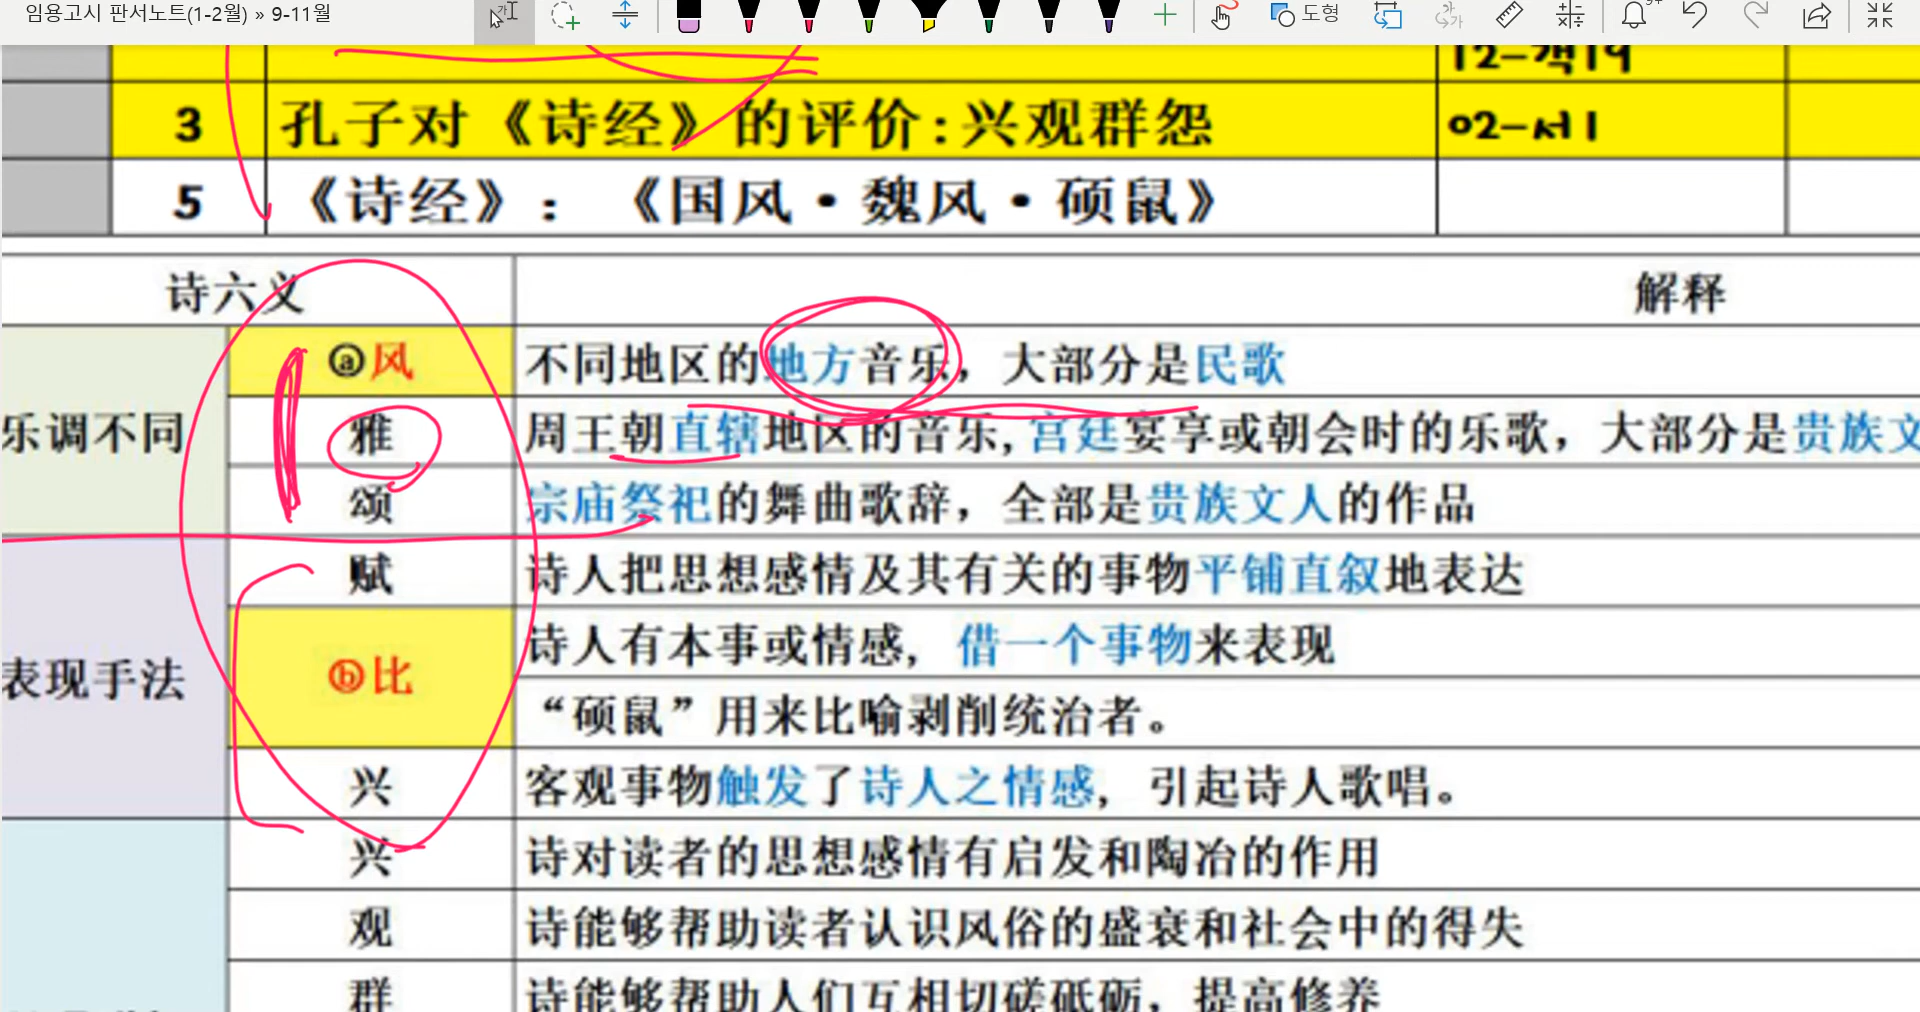 임용고시 판서노트(1-2월) » 9-11월
도형
9+
12-객19
3 孔子对《诗经》的评价:兴观群怨 02-서1
5 《诗经》：《国风·魏风·硕鼠》
诗六义 解释
乐调不同
ⓐ风 不同地区的地方音乐，大部分是民歌
雅 周王朝直辖地区的音乐,宫廷宴享或朝会时的乐歌，大部分是贵族文
颂 宗庙祭祀的舞曲歌辞，全部是贵族文人的作品
表现手法
赋 诗人把思想感情及其有关的事物平铺直叙地表达
ⓑ比 诗人有本事或情感，借一个事物来表现
“硕鼠”用来比喻剥削统治者。
兴 客观事物触发了诗人之情感，引起诗人歌唱。
兴 诗对读者的思想感情有启发和陶冶的作用
观 诗能够帮助读者认识风俗的盛衰和社会中的得失
群 诗能够帮助人们互相切磋砥砺，提高修养